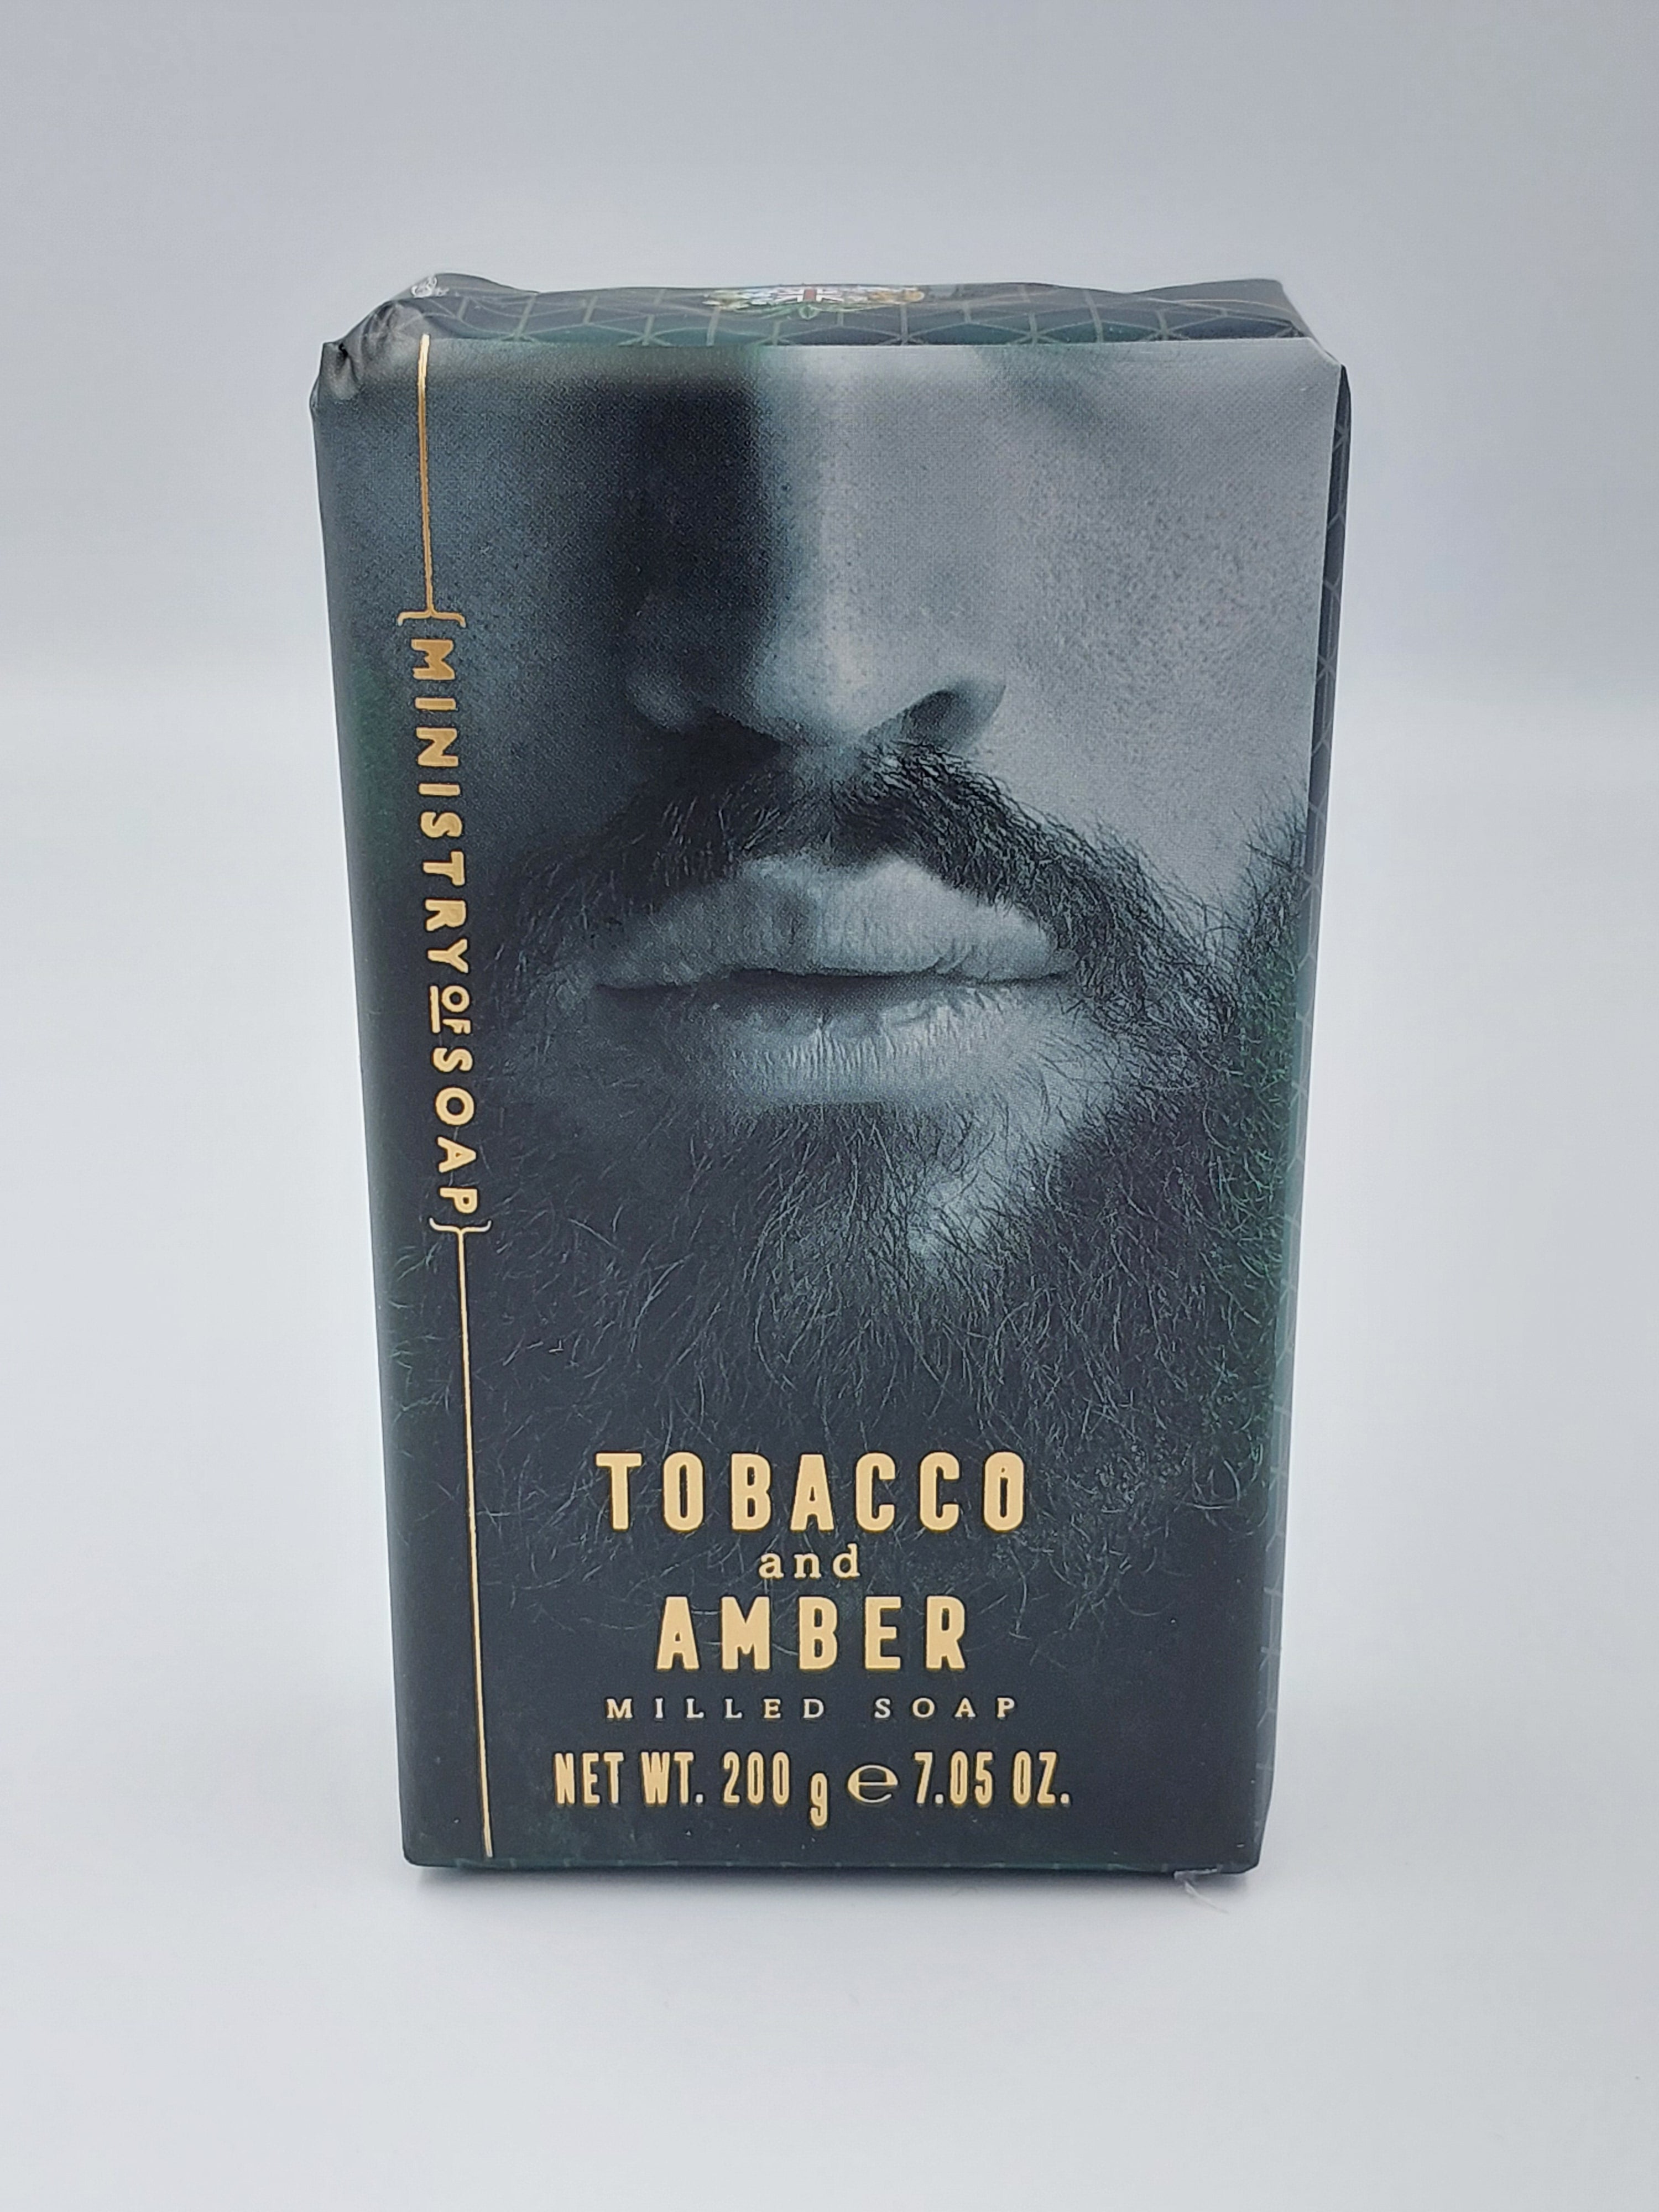 {MINISTRY OF SOAP}
TOBACCO
and
AMBER
MILLED SOAP
NET WT. 200 g ℮ 7.05 OZ.